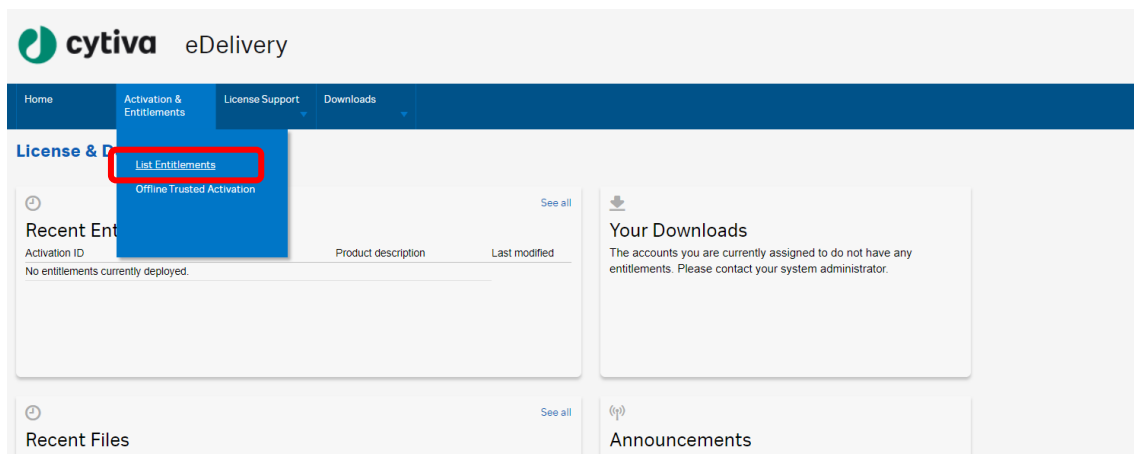 cytiva eDelivery
Home
Activation &
Entitlements
License Support
Downloads
License & D
List Entitlements
Offline Trusted Activation
See all
Recent Ent
Activation ID
Product description
Last modified
No entitlements currently deployed.
Your Downloads
The accounts you are currently assigned to do not have any
entitlements. Please contact your system administrator.
See all
Recent Files
Announcements